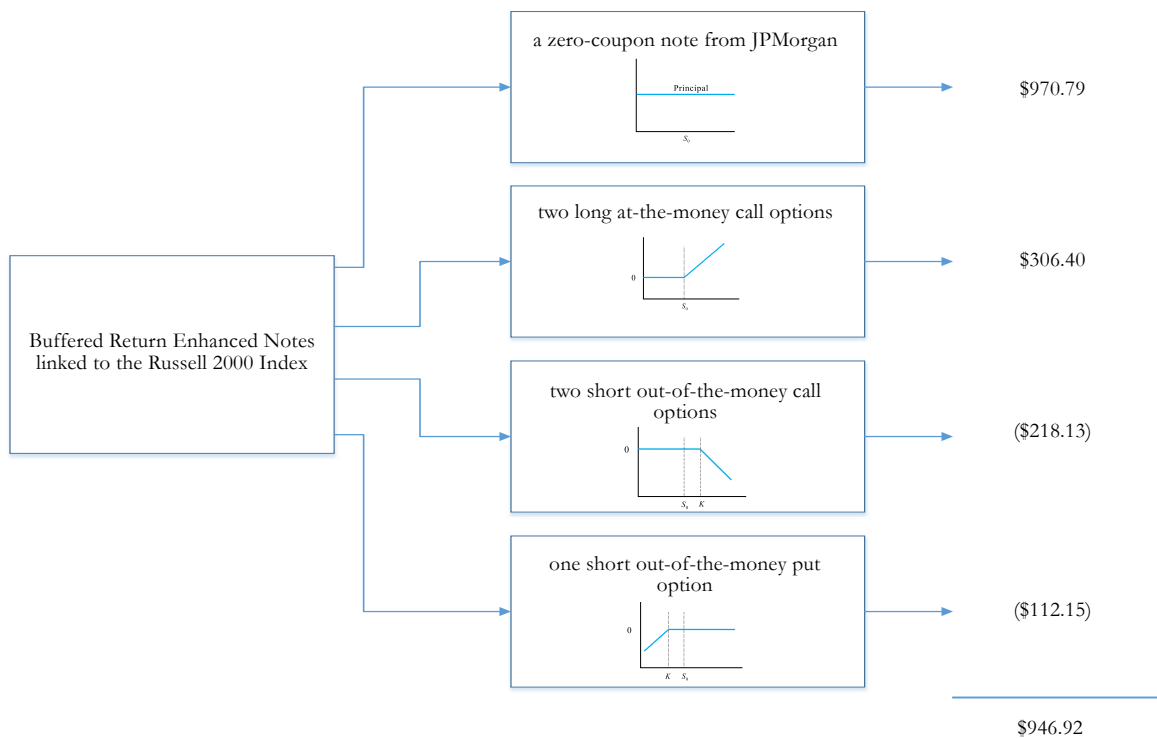 a zero-coupon note from JPMorgan
Principal
S₀
$970.79
two long at-the-money call options
0
S₀
$306.40
Buffered Return Enhanced Notes
linked to the Russell 2000 Index
two short out-of-the-money call
options
0
S₀ K
($218.13)
one short out-of-the-money put
option
0
K S₀
($112.15)
$946.92